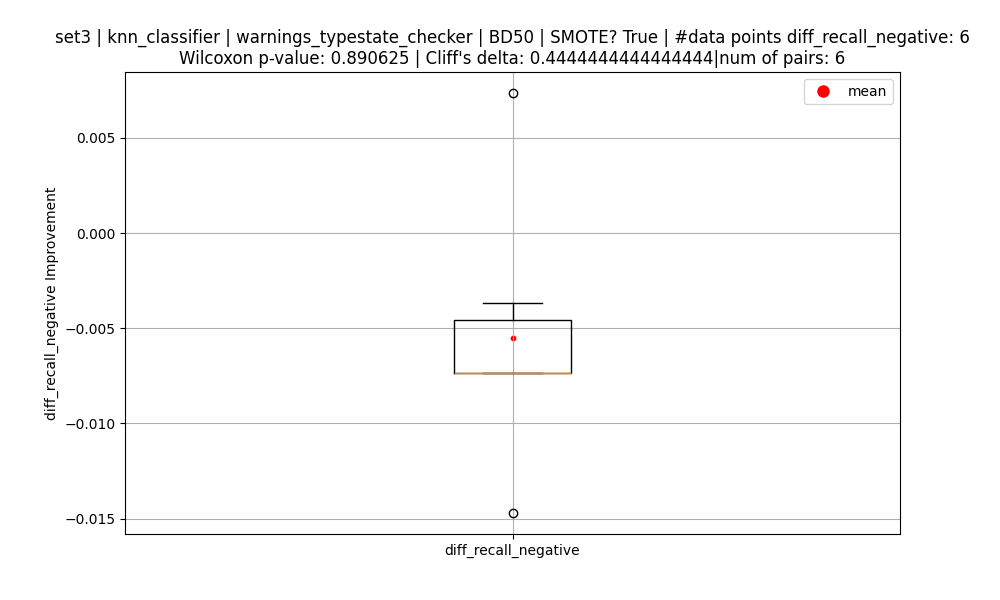 set3 | knn_classifier | warnings_typestate_checker | BD50 | SMOTE? True | #data points diff_recall_negative: 6
Wilcoxon p-value: 0.890625 | Cliff's delta: 0.4444444444444444|num of pairs: 6
mean
diff_recall_negative Improvement
0.005
0.000
−0.005
−0.010
−0.015
diff_recall_negative